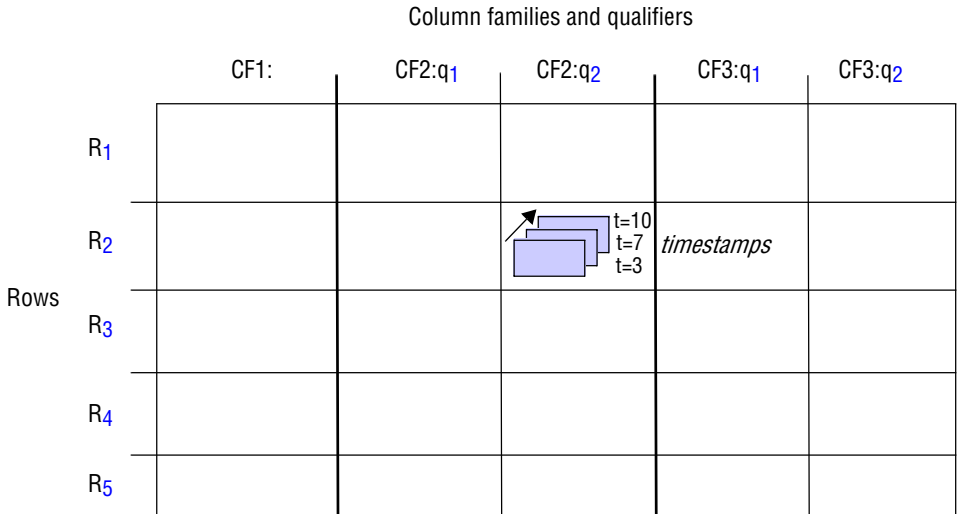 Column families and qualifiers
CF1: CF2:q1 CF2:q2 CF3:q1 CF3:q2
R1
R2
t=10
t=7
t=3
timestamps
Rows
R3
R4
R5